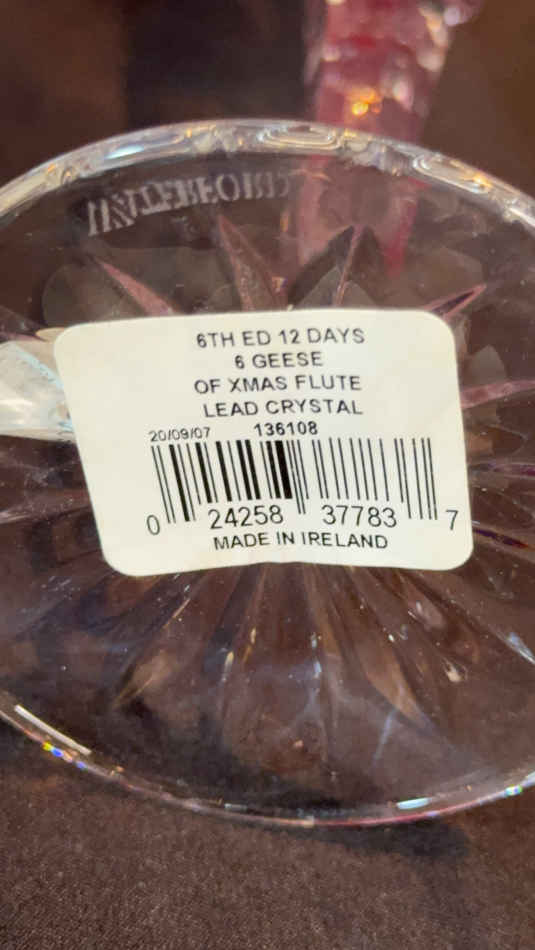 WATERFORD
6TH ED 12 DAYS
6 GEESE
OF XMAS FLUTE
LEAD CRYSTAL
20/09/07 136108
0 24258 37783 7
MADE IN IRELAND